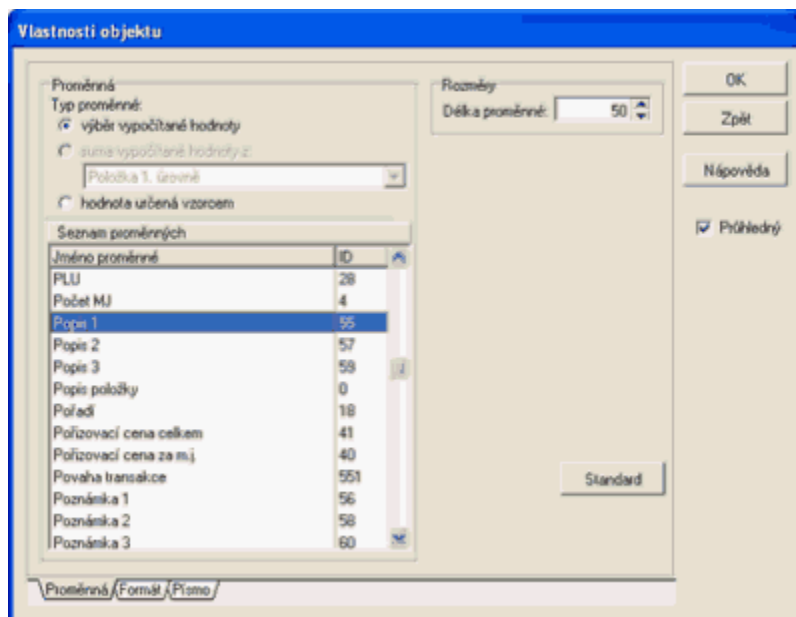 Vlastnosti objektu
Proměnná
Typ proměnné:
výběr vypočítané hodnoty
suma vypočítané hodnoty z:
Položka 1. úrovně
hodnota určená vzorcem
Seznam proměnných
Jméno proměnné ID
PLU 28
Počet MJ 4
Popis 1 55
Popis 2 57
Popis 3 59
Popis položky 0
Pořadí 18
Pořizovací cena celkem 41
Pořizovací cena za m.j. 40
Povaha transakce 551
Poznámka 1 56
Poznámka 2 58
Poznámka 3 60
Rozměry
Délka proměnné: 50
Standard
OK
Zpět
Nápověda
Průhledný
Proměnná Formát Písmo